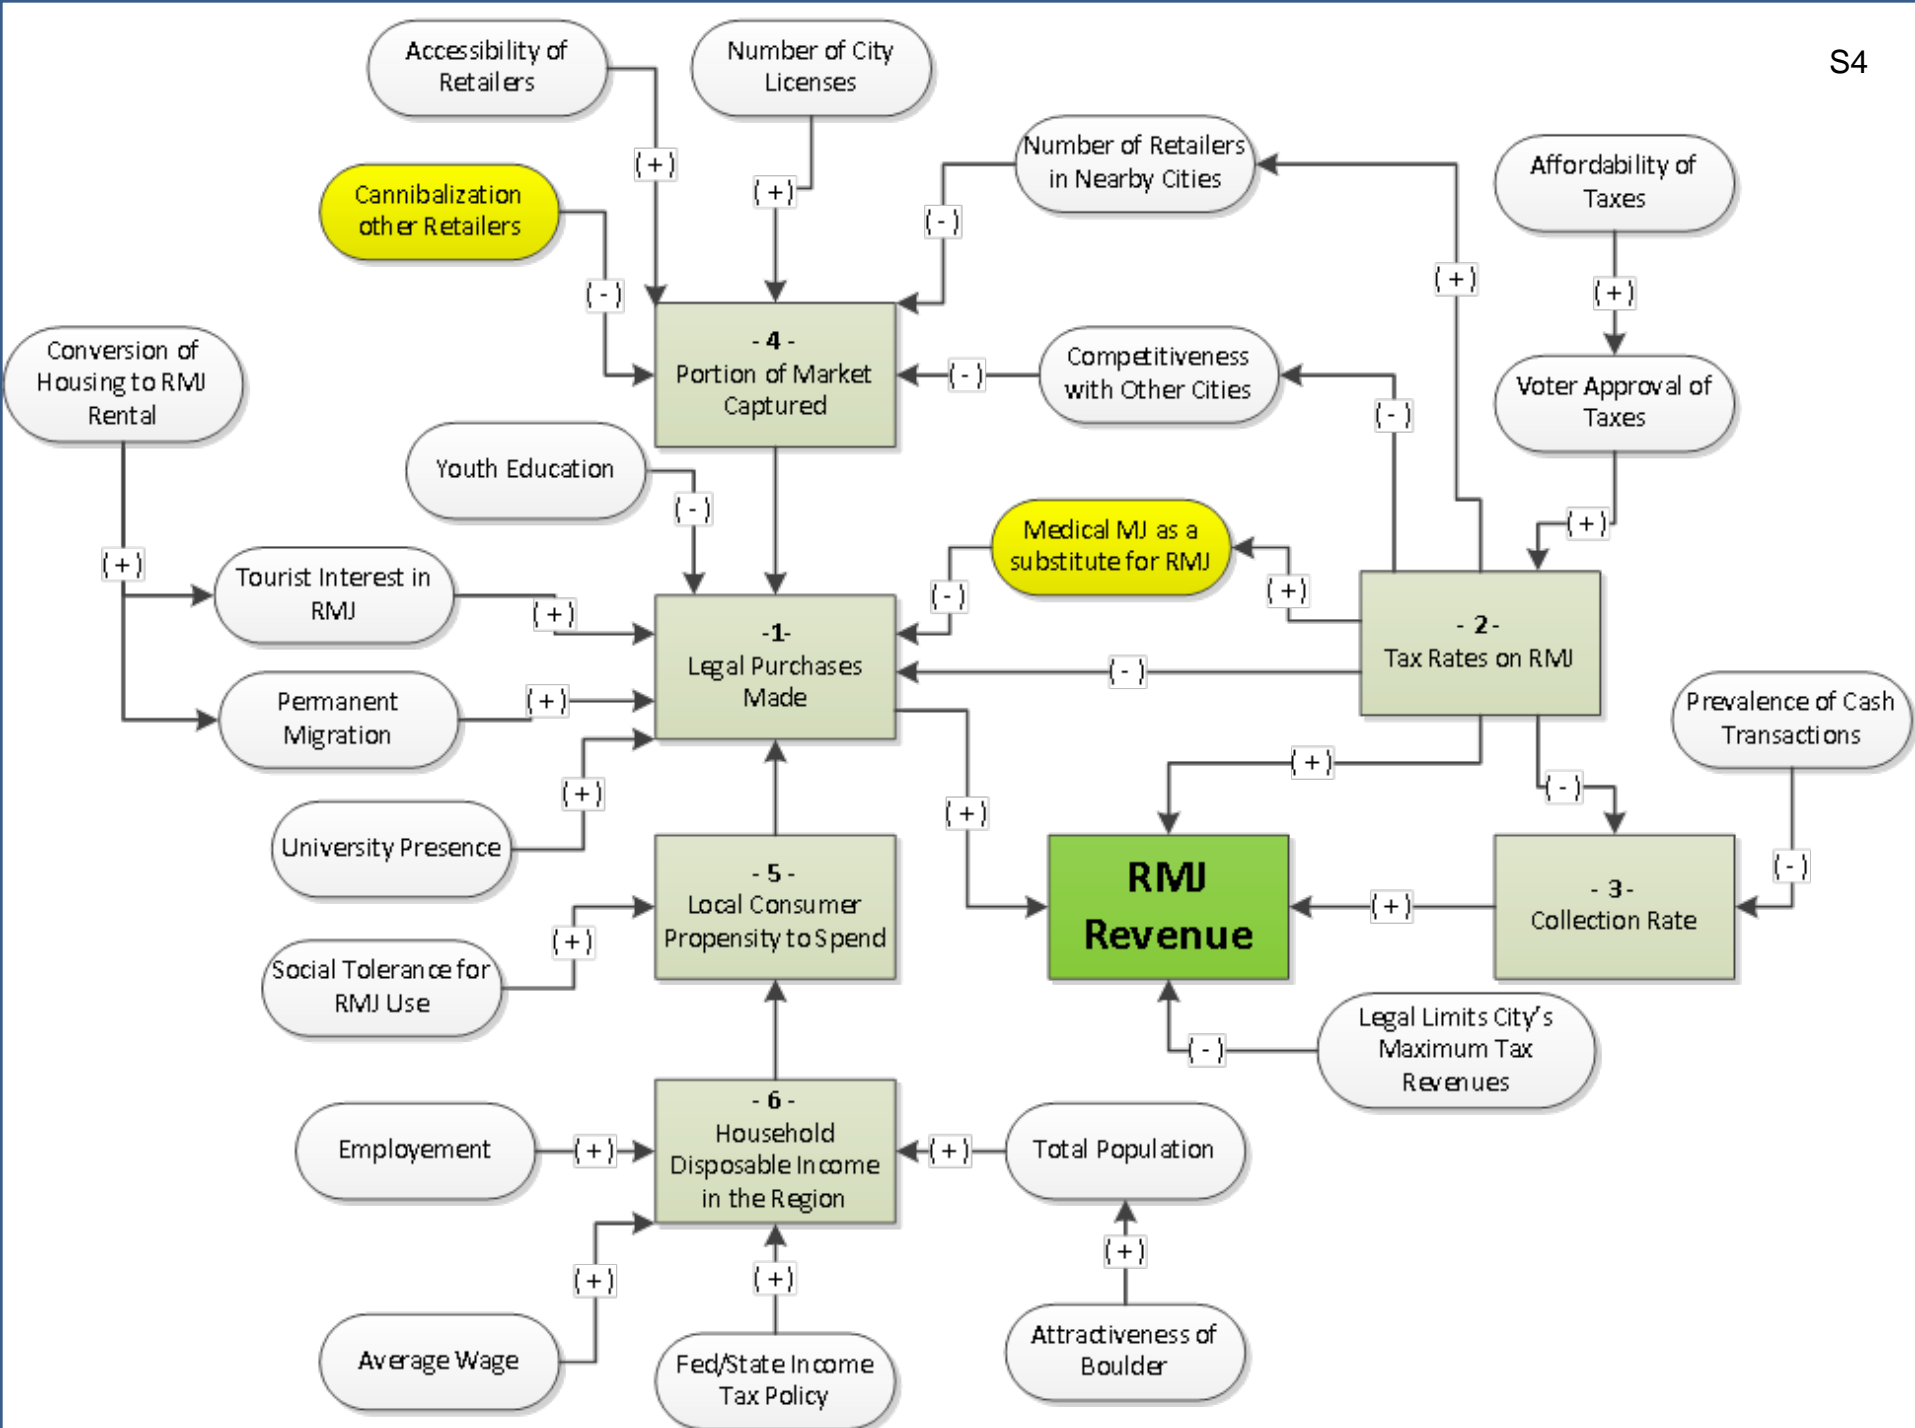 S4
Accessibility of
Retailers
Number of City
Licenses
(+)
(+)
Number of Retailers
in Nearby Cities
(-)
(+)
Affordability of
Taxes
(+)
Cannibalization
other Retailers
(-)
Conversion of
Housing to RMJ
Rental
(+)
- 4 -
Portion of Market
Captured
(-)
Competitiveness
with Other Cities
(-)
Voter Approval of
Taxes
(+)
Youth Education
(-)
Medical MJ as a
substitute for RMJ
(-)
(+)
Tourist Interest in
RMJ
(+)
-1-
Legal Purchases
Made
(-)
- 2 -
Tax Rates on RMJ
Permanent
Migration
(+)
Prevalence of Cash
Transactions
(+)
(-)
(-)
University Presence
(+)
(+)
- 5 -
Local Consumer
Propensity to Spend
RMJ
Revenue
(+)
- 3 -
Collection Rate
Social Tolerance for
RMJ Use
(+)
(-)
Legal Limits City's
Maximum Tax
Revenues
Employement
(+)
- 6 -
Household
Disposable Income
in the Region
(+)
Total Population
(+)
Attractiveness of
Boulder
Average Wage
(+)
(+)
Fed/State Income
Tax Policy